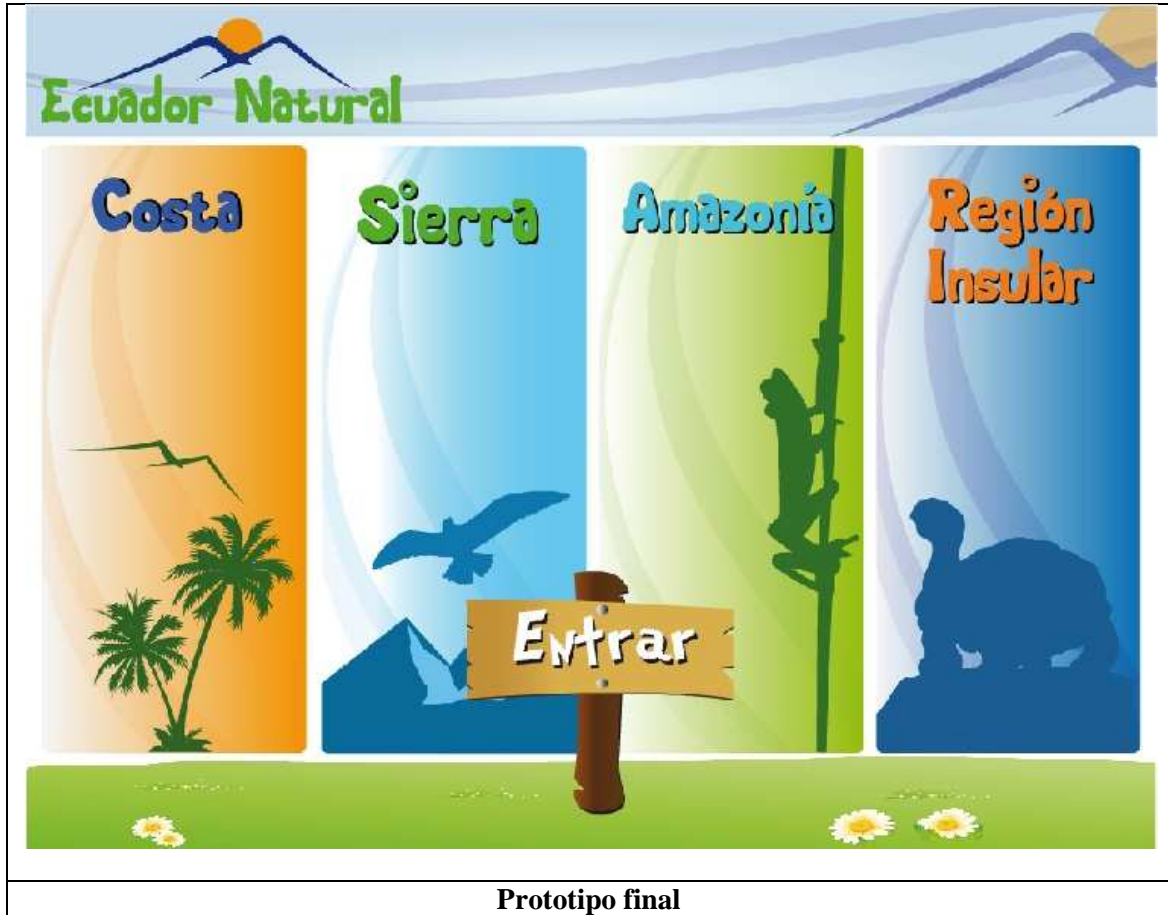 Ecuador Natural
Costa
Sierra
Amazonía
Región
Insular
Entrar
Prototipo final